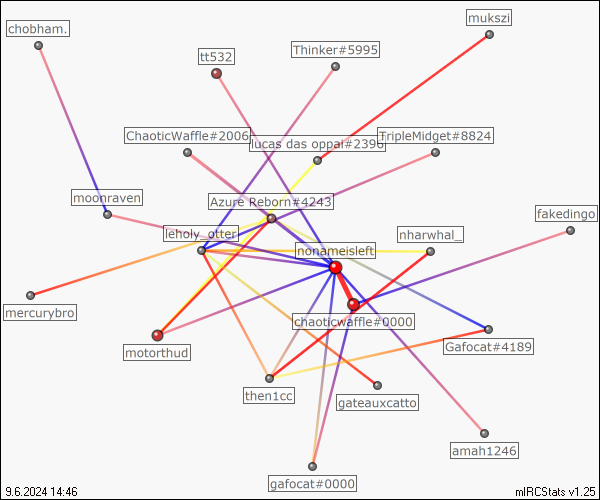 mukszi
chobham.
Thinker#5995
tt532
ChaoticWaffle#2006
TripleMidget#8824
lucas das oppai#2396
moonraven
Azure Reborn#4243
fakedingo
leholy_otter
nharwhal_
nonameisleft
mercurybro
chaoticwaffle#0000
Gafocat#4189
motorthud
then1cc
gateauxcatto
amah1246
gafocat#0000
9.6.2024 14:46
mIRCStats v1.25